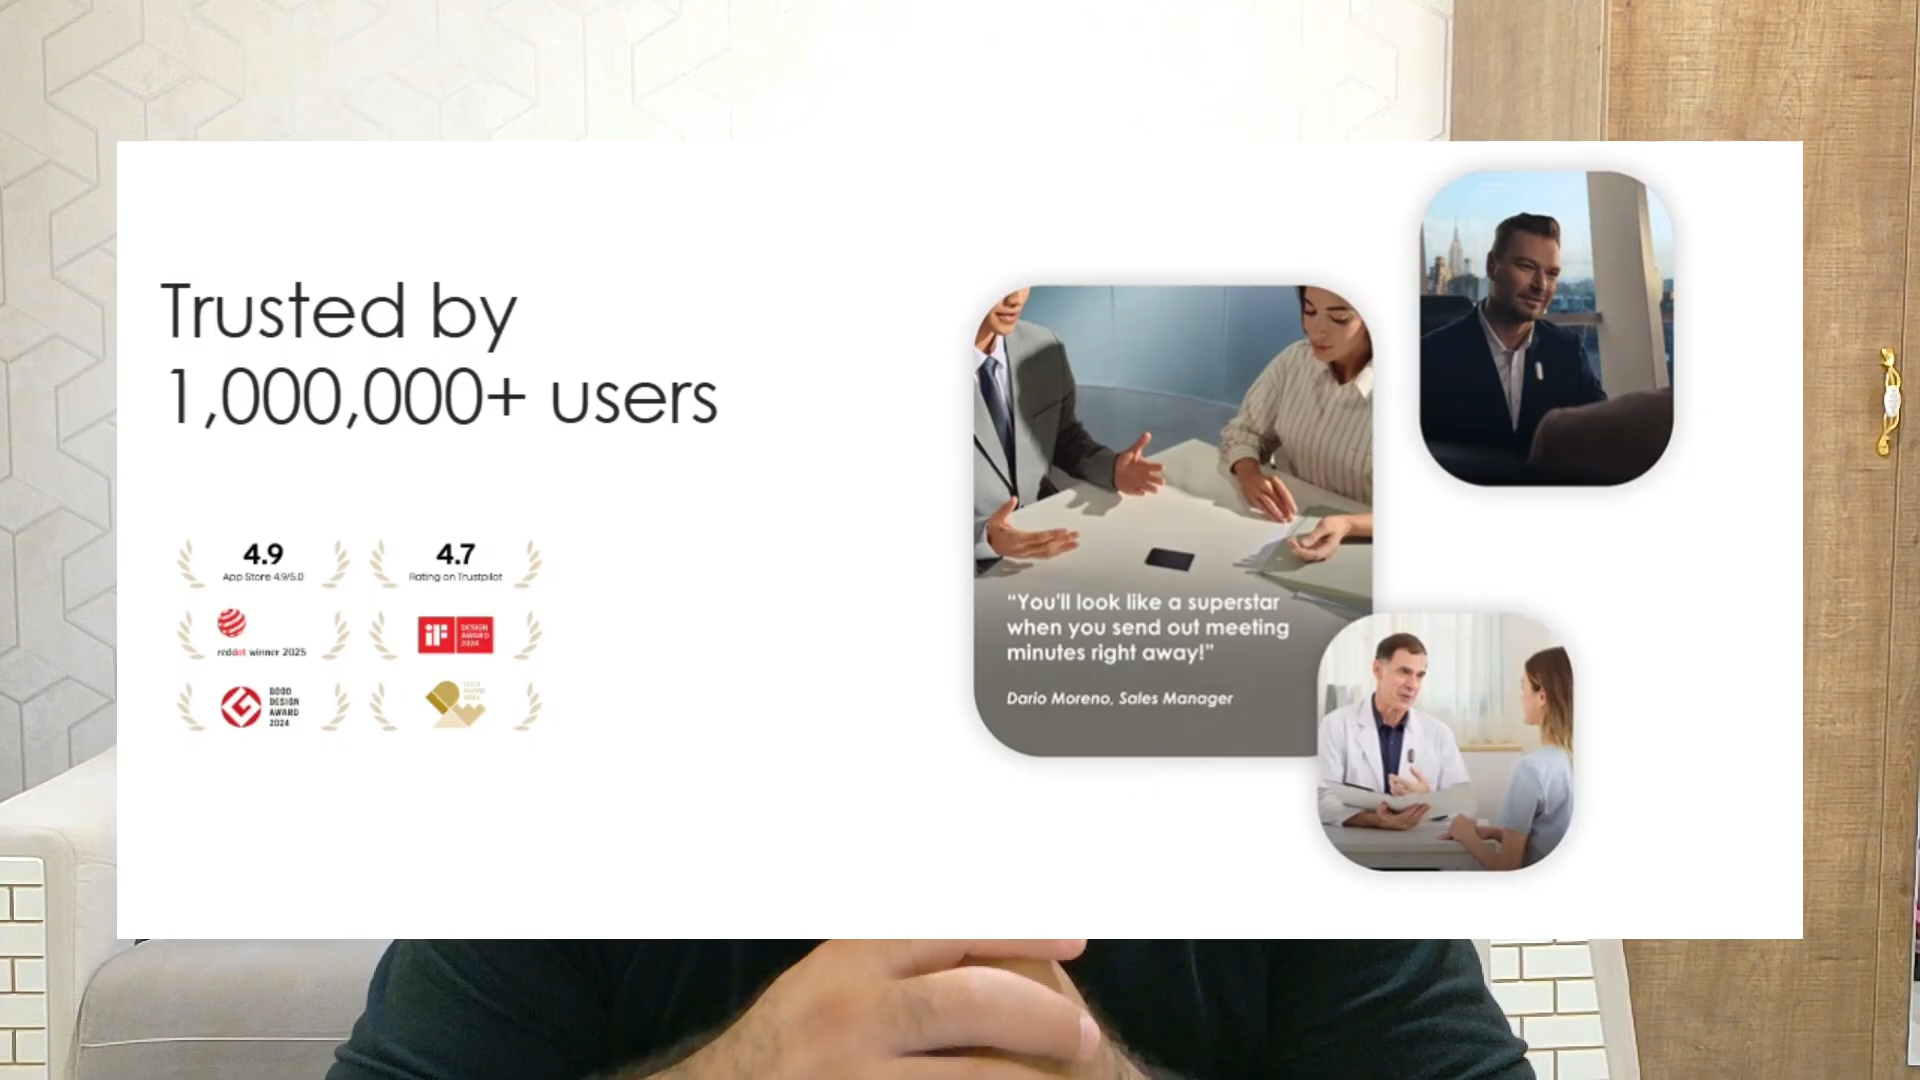 Trusted by
1,000,000+ users
4.9
App Store 4.9/5.0
4.7
Rating on Trustpilot
reddot winner 2025
iF
DESIGN
AWARD
2024
GOOD
DESIGN
AWARD
2024
“You'll look like a superstar
when you send out meeting
minutes right away!”
Dario Moreno, Sales Manager